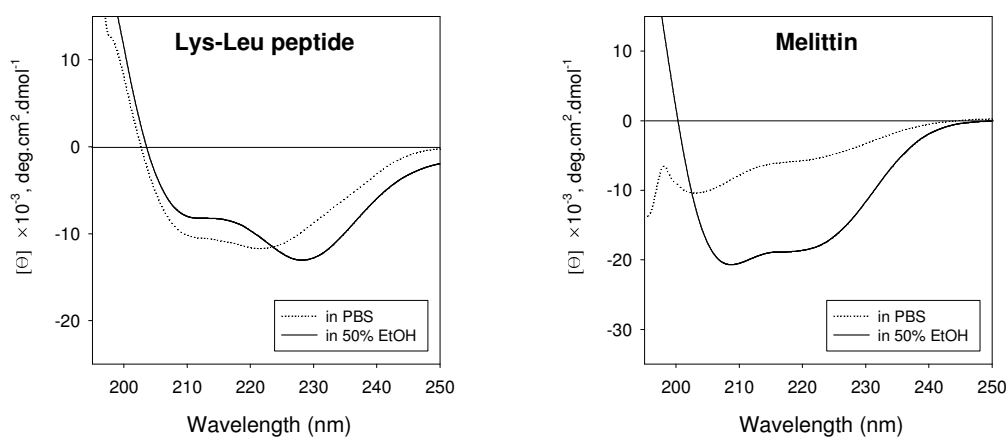 Lys-Leu peptide
[Θ] ×10⁻³, deg.cm².dmol⁻¹
10
0
-10
-20
in PBS
in 50% EtOH
200 210 220 230 240 250
Wavelength (nm)
Melittin
[Θ] ×10⁻³, deg.cm².dmol⁻¹
10
0
-10
-20
-30
in PBS
in 50% EtOH
200 210 220 230 240 250
Wavelength (nm)